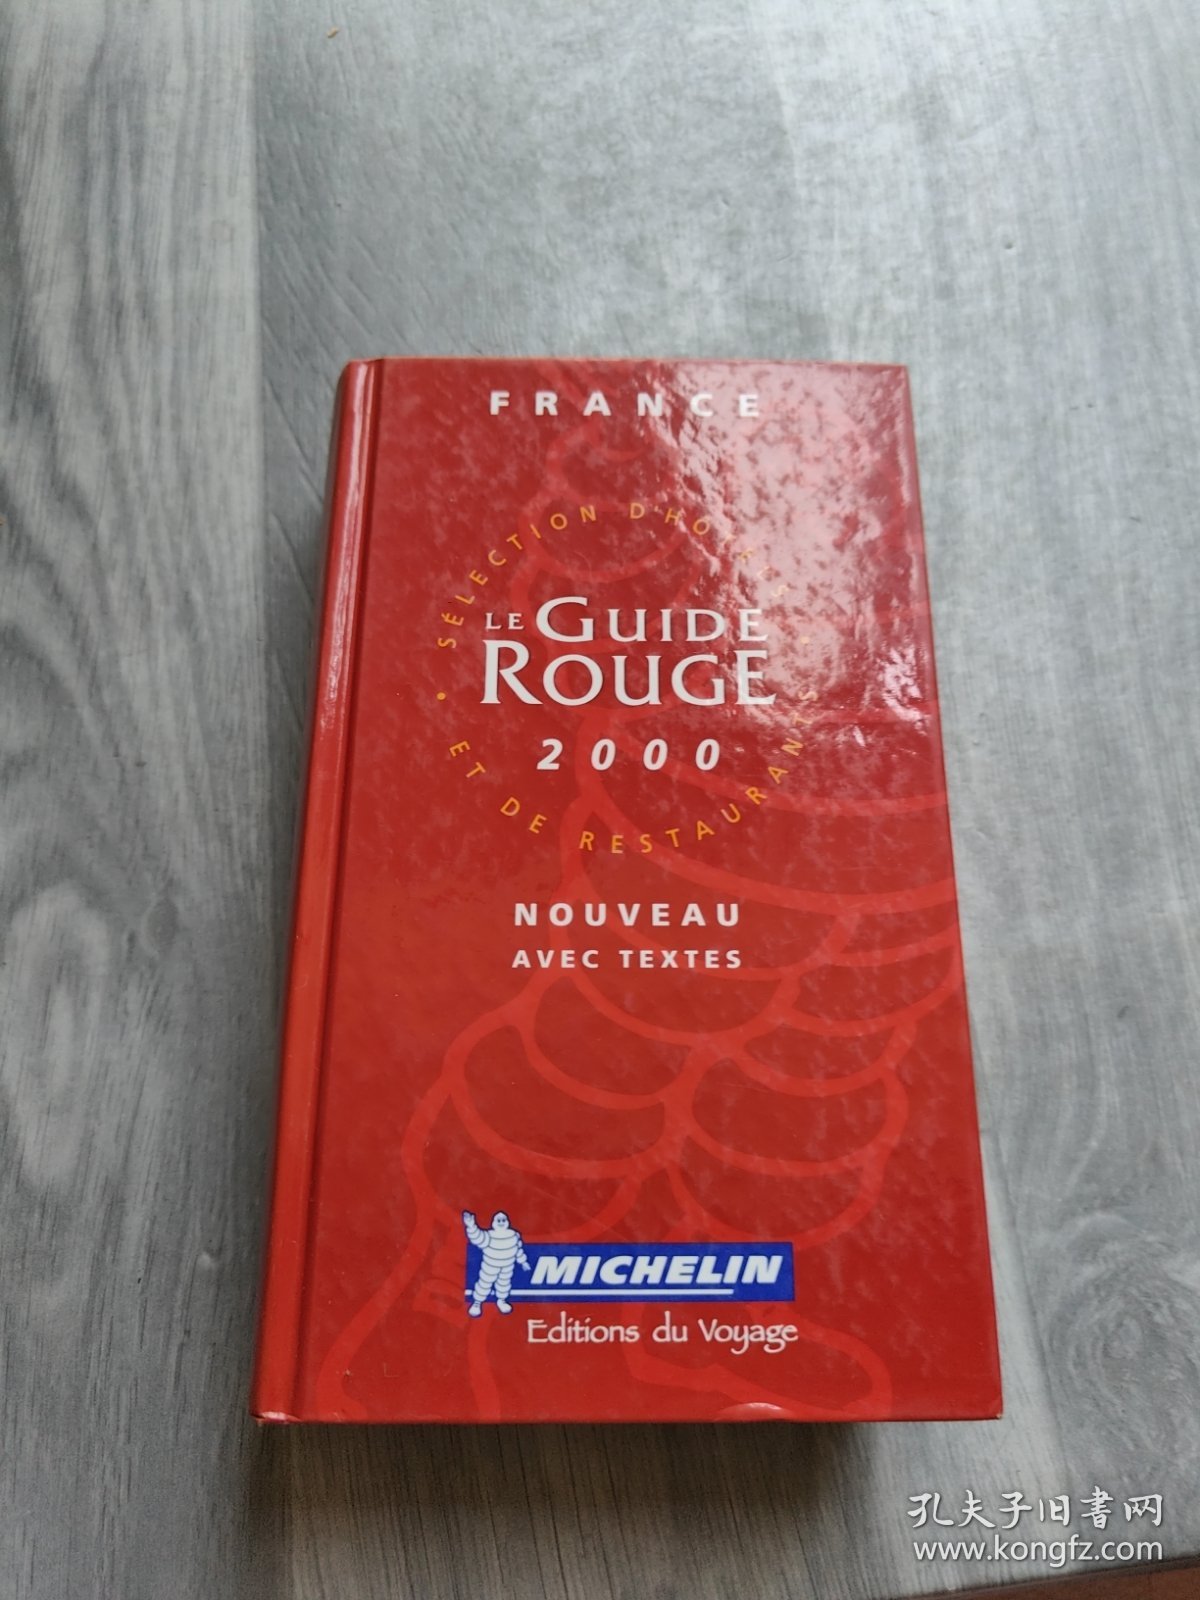 FRANCE
SÉLECTION D'HÔTELS
LE GUIDE
ROUGE
2000
ET DE RESTAURANTS
NOUVEAU
AVEC TEXTES
MICHELIN
Editions du Voyage
孔夫子旧书网
www.kongfz.com